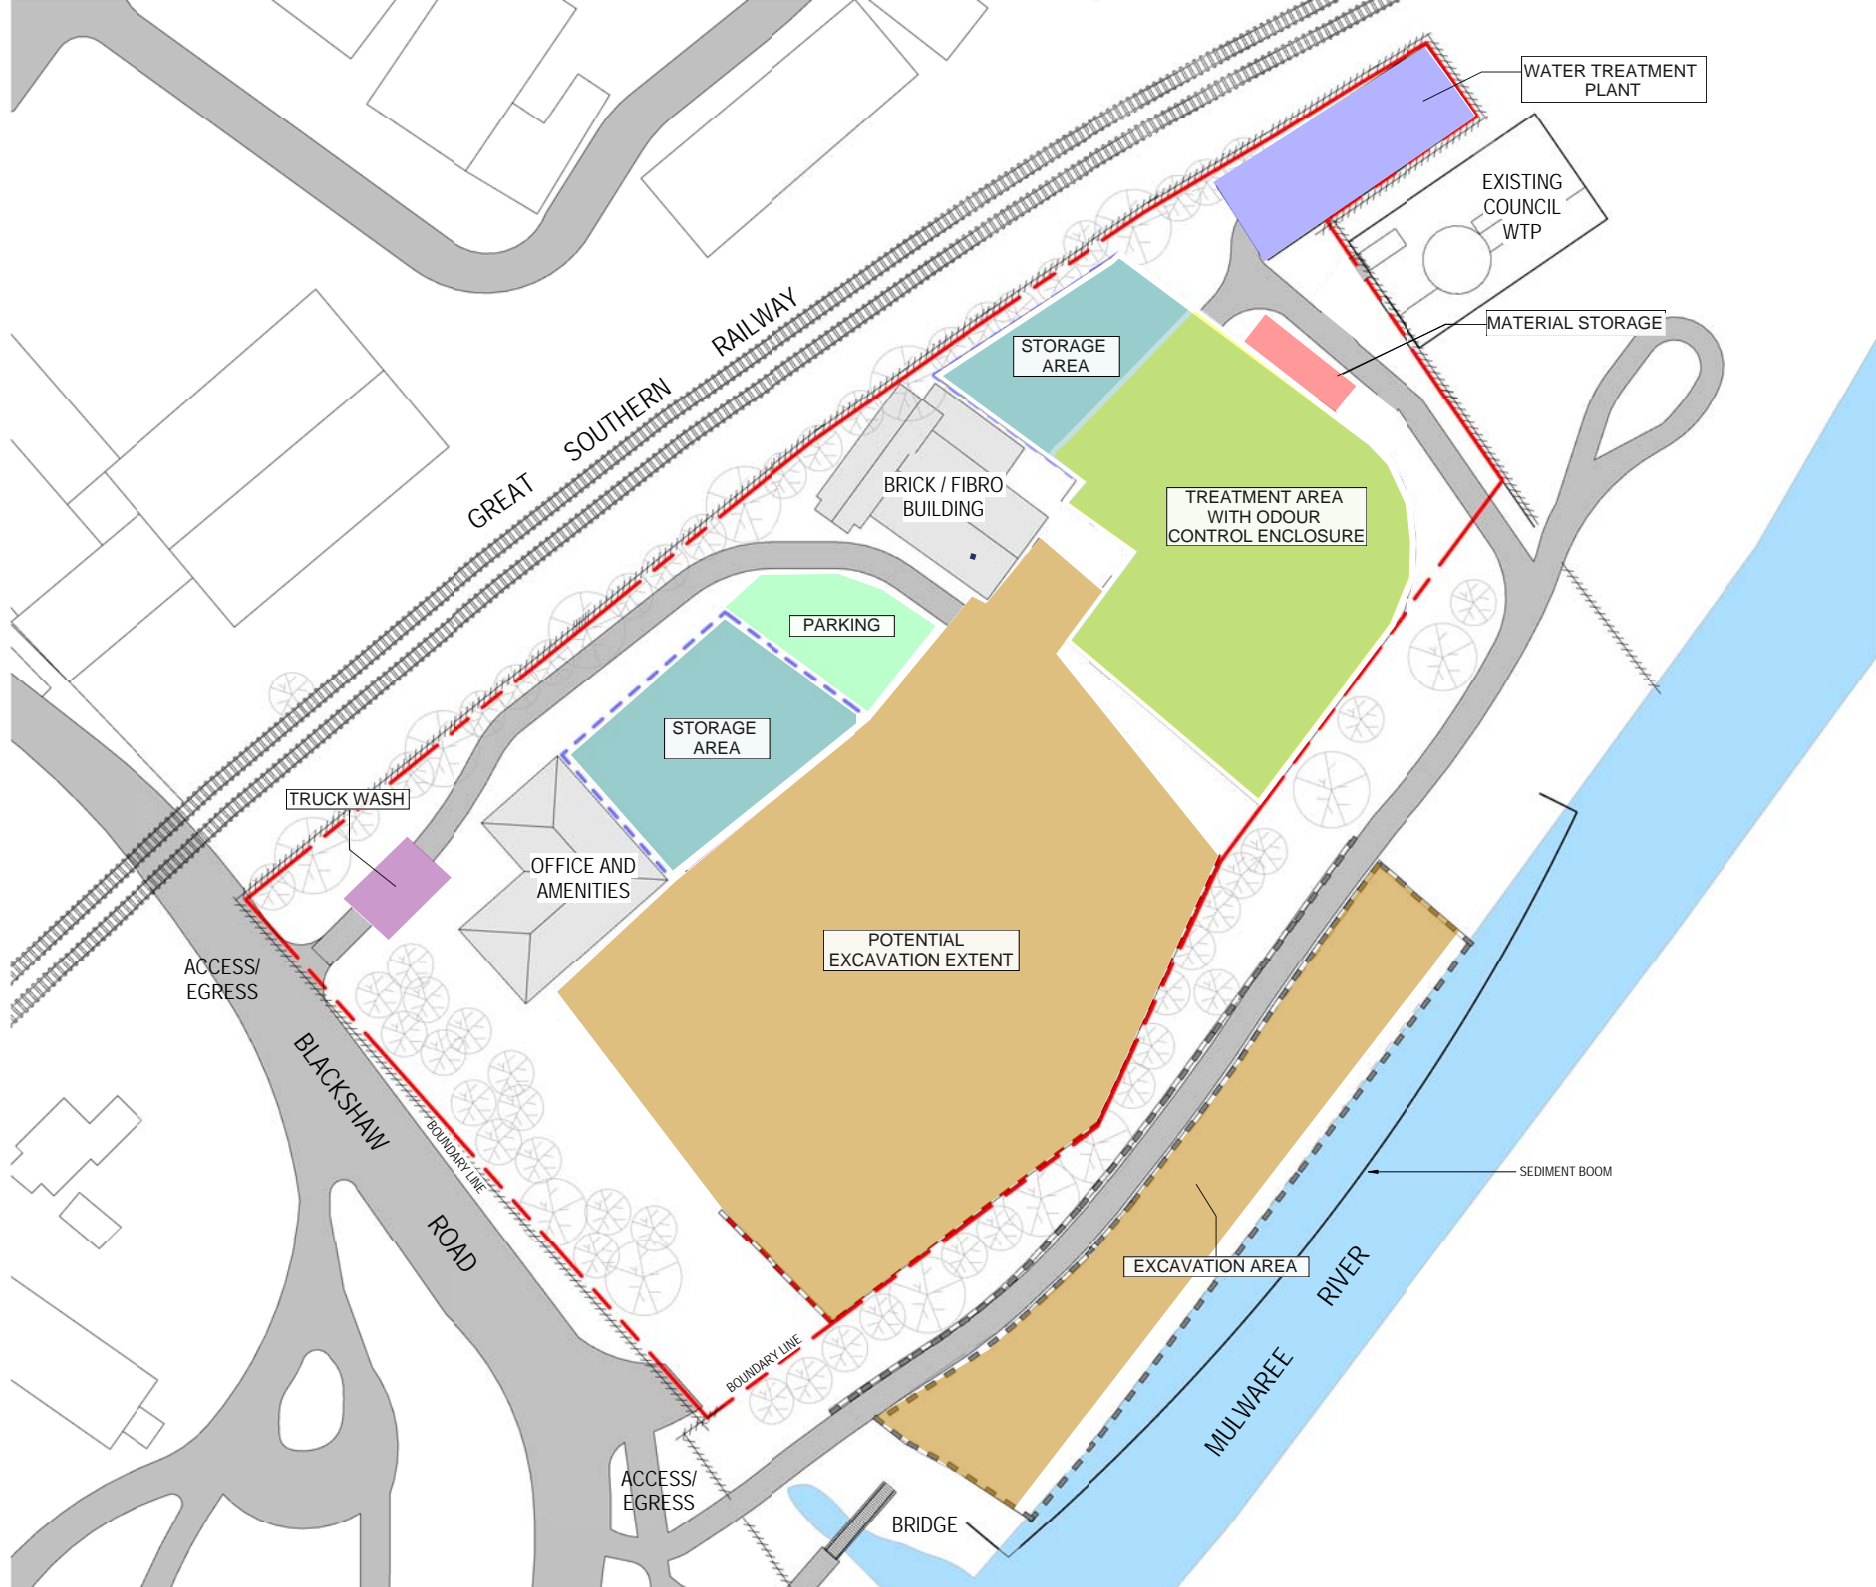 WATER TREATMENT
PLANT
EXISTING
COUNCIL
WTP
MATERIAL STORAGE
GREAT SOUTHERN RAILWAY
STORAGE
AREA
BRICK / FIBRO
BUILDING
TREATMENT AREA
WITH ODOUR
CONTROL ENCLOSURE
PARKING
STORAGE
AREA
TRUCK WASH
OFFICE AND
AMENITIES
POTENTIAL
EXCAVATION EXTENT
ACCESS/
EGRESS
BLACKSHAW ROAD
BOUNDARY LINE
SEDIMENT BOOM
EXCAVATION AREA
MULWAREE RIVER
BOUNDARY LINE
ACCESS/
EGRESS
BRIDGE